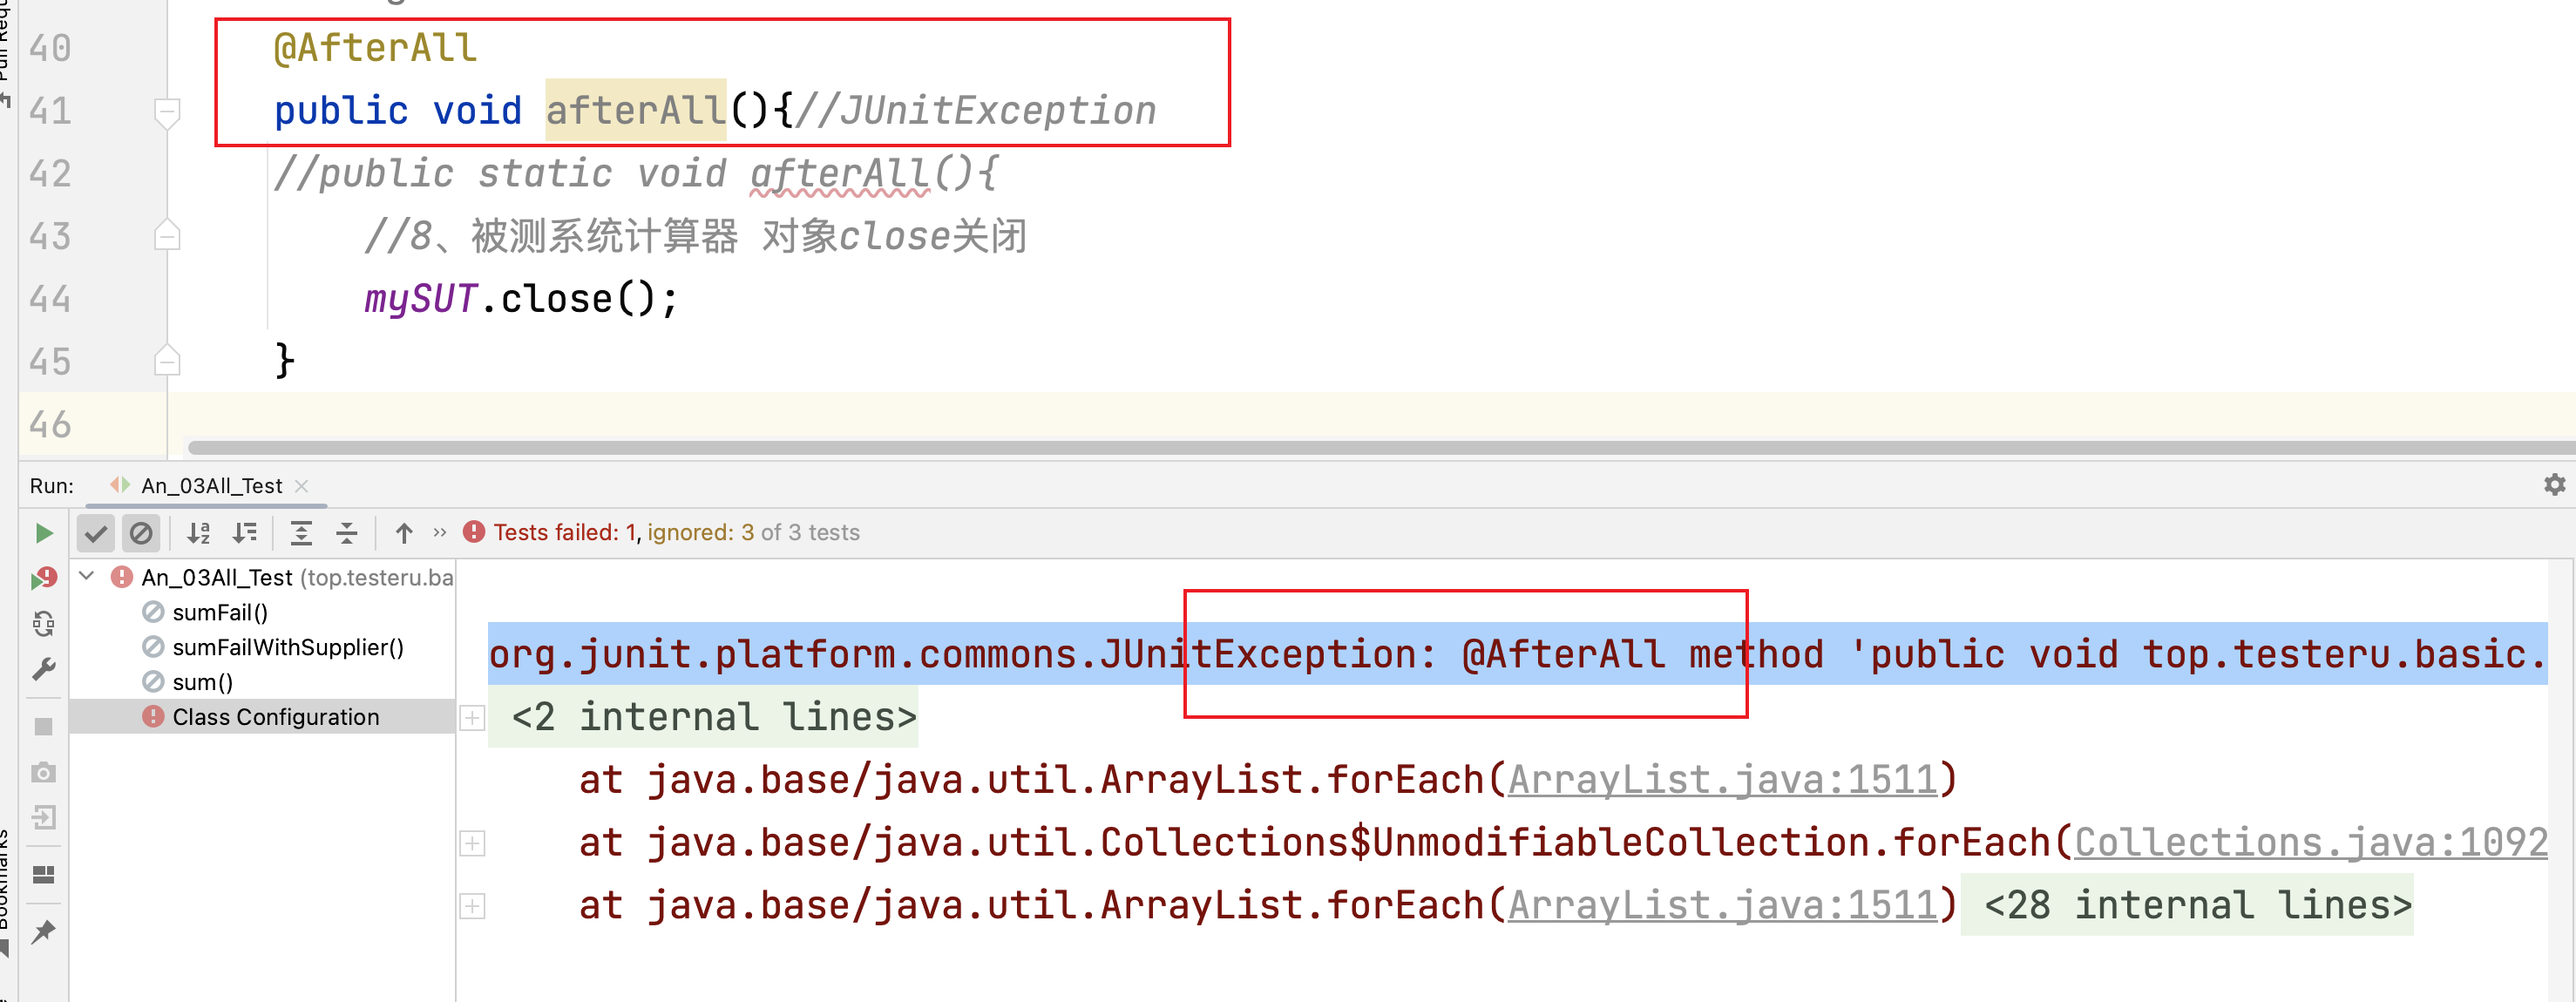 40 @AfterAll
41 public void afterAll(){//JUnitException
42 //public static void afterAll(){
43 //8、被测系统计算器 对象close关闭
44 mySUT.close();
45 }
46
Run: An_03All_Test
Tests failed: 1, ignored: 3 of 3 tests
An_03All_Test (top.testeru.ba
sumFail()
sumFailWithSupplier()
sum()
Class Configuration
org.junit.platform.commons.JUnitException: @AfterAll method 'public void top.testeru.basic.
<2 internal lines>
at java.base/java.util.ArrayList.forEach(ArrayList.java:1511)
at java.base/java.util.Collections$UnmodifiableCollection.forEach(Collections.java:1092
at java.base/java.util.ArrayList.forEach(ArrayList.java:1511) <28 internal lines>
Bookmarks